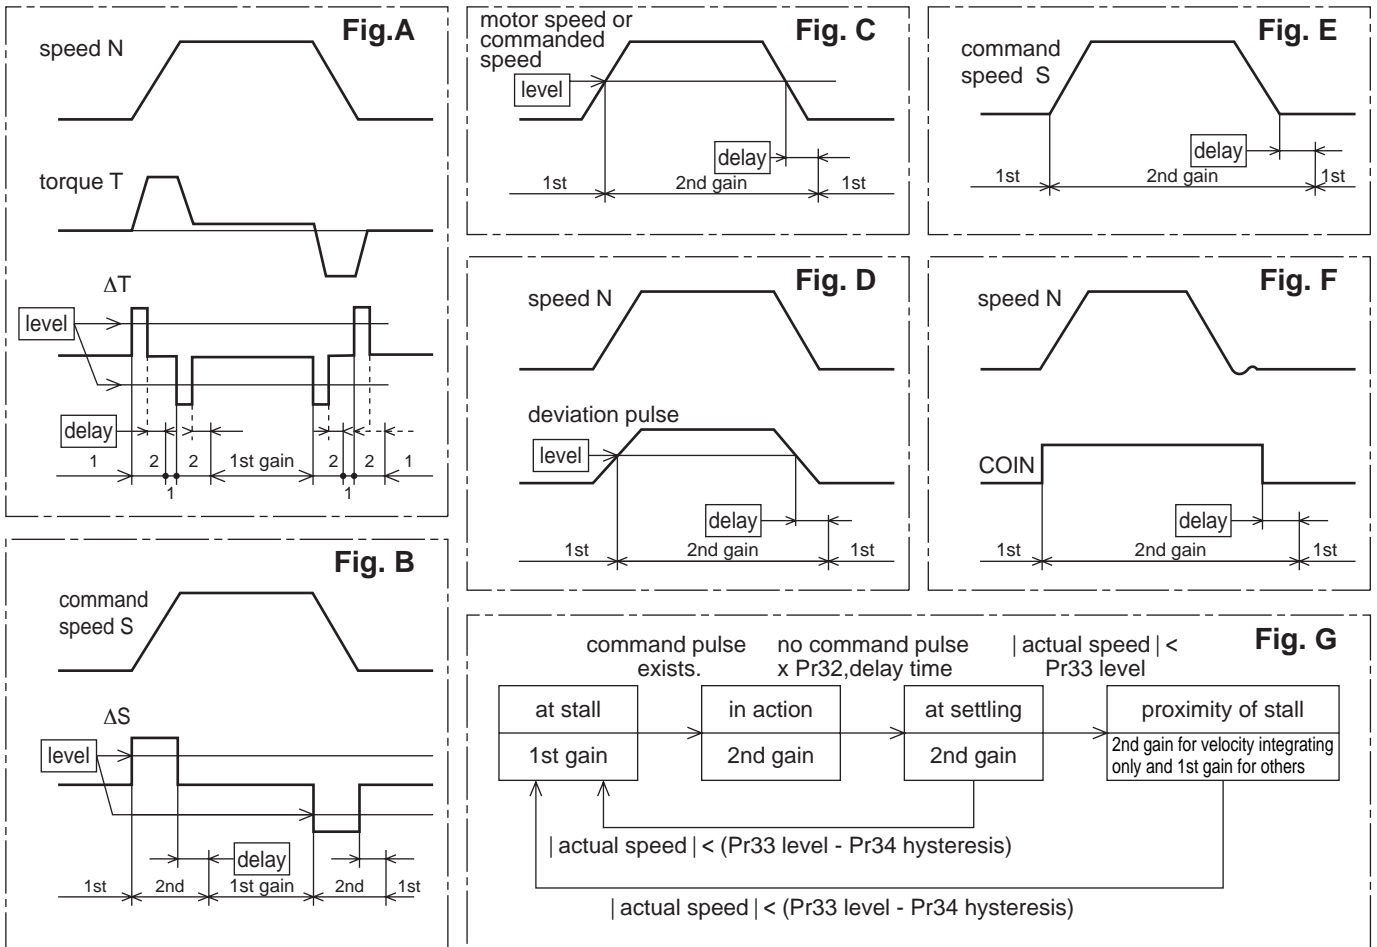 Fig.A
speed N
torque T
ΔT
level
delay
1 2 2 1st gain 2 2 1
1 1
Fig. B
command
speed S
ΔS
level
delay
1st 2nd 1st gain 2nd 1st
Fig. C
motor speed or
commanded
speed
level
delay
1st 2nd gain 1st
Fig. D
speed N
deviation pulse
level
delay
1st 2nd gain 1st
Fig. E
command
speed S
delay
1st 2nd gain 1st
Fig. F
speed N
COIN
delay
1st 2nd gain 1st
Fig. G
command pulse
exists.
no command pulse
x Pr32,delay time
| actual speed | <
Pr33 level
at stall
1st gain
in action
2nd gain
at settling
2nd gain
proximity of stall
2nd gain for velocity integrating
only and 1st gain for others
| actual speed | < (Pr33 level - Pr34 hysteresis)
| actual speed | < (Pr33 level - Pr34 hysteresis)